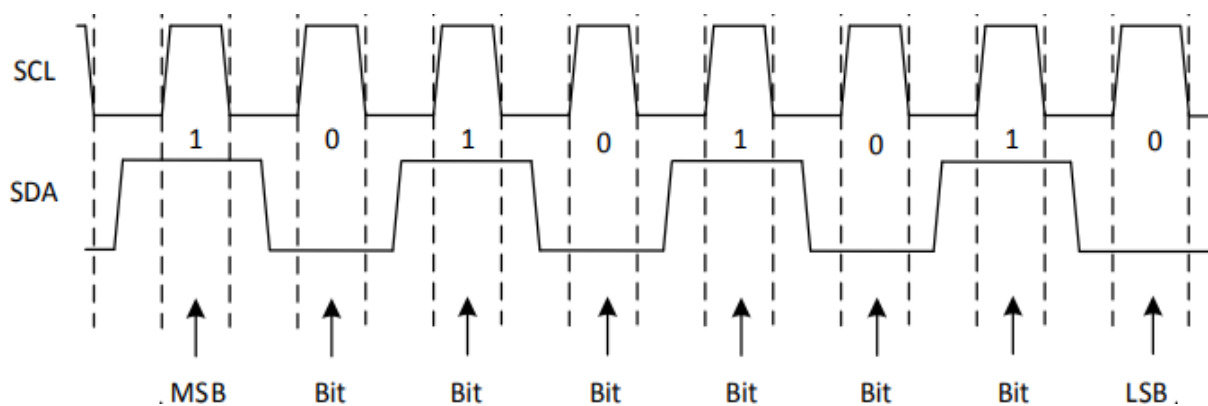 SCL
1 0 1 0 1 0 1 0
SDA
MSB Bit Bit Bit Bit Bit Bit LSB